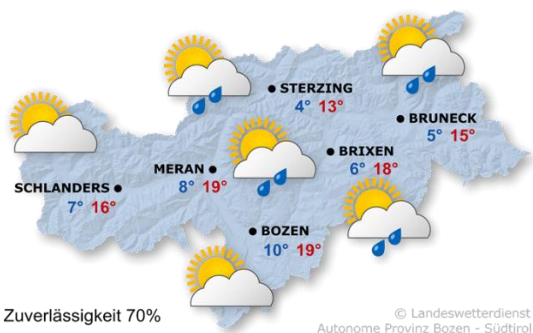 STERZING
4° 13°
BRUNECK
5° 15°
BRIXEN
6° 18°
MERAN
8° 19°
SCHLANDERS
7° 16°
BOZEN
10° 19°
Zuverlässigkeit 70%
© Landeswetterdienst
Autonome Provinz Bozen - Südtirol